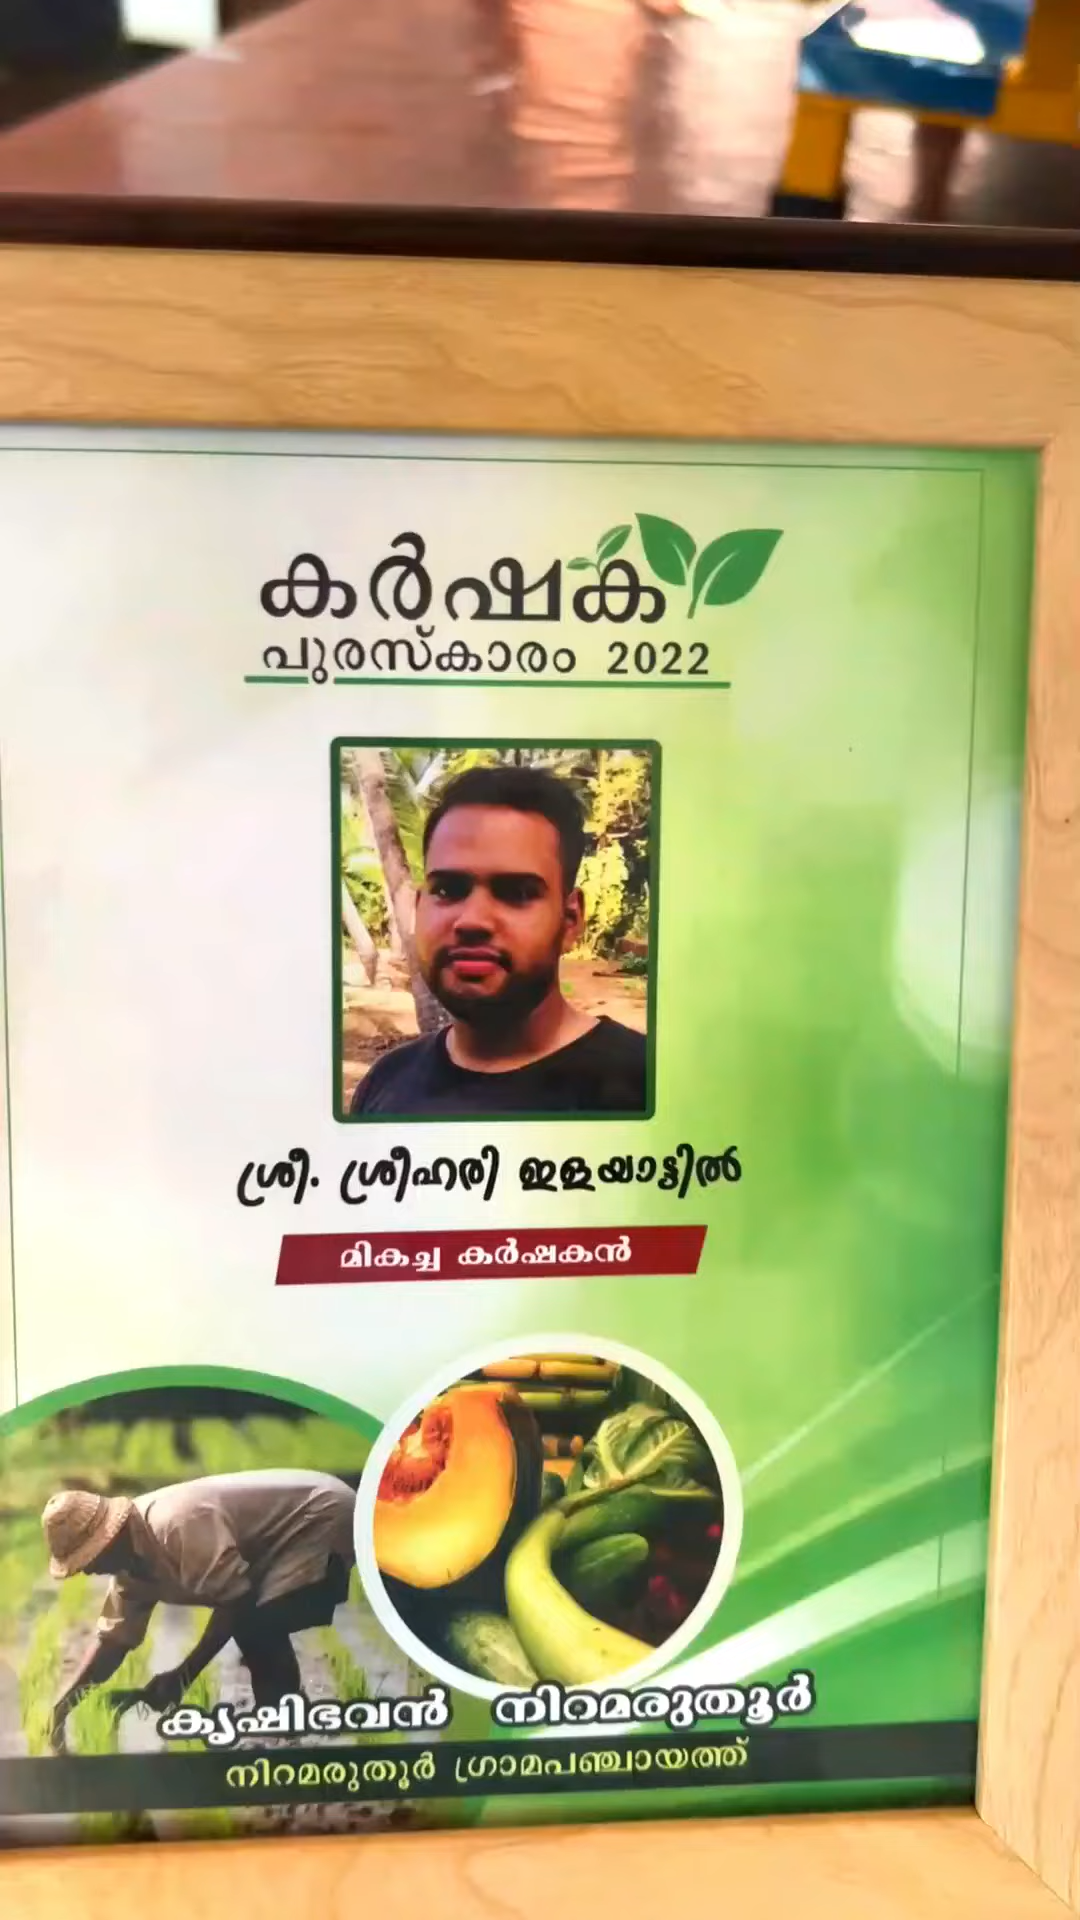 കർഷക
പുരസ്കാരം 2022
ശ്രീ. ശ്രീഹരി ഇളയാട്ടിൽ
മികച്ച കർഷകൻ
കൃഷിഭവൻ നിറമരുതൂർ
നിറമരുതൂർ ഗ്രാമപഞ്ചായത്ത്